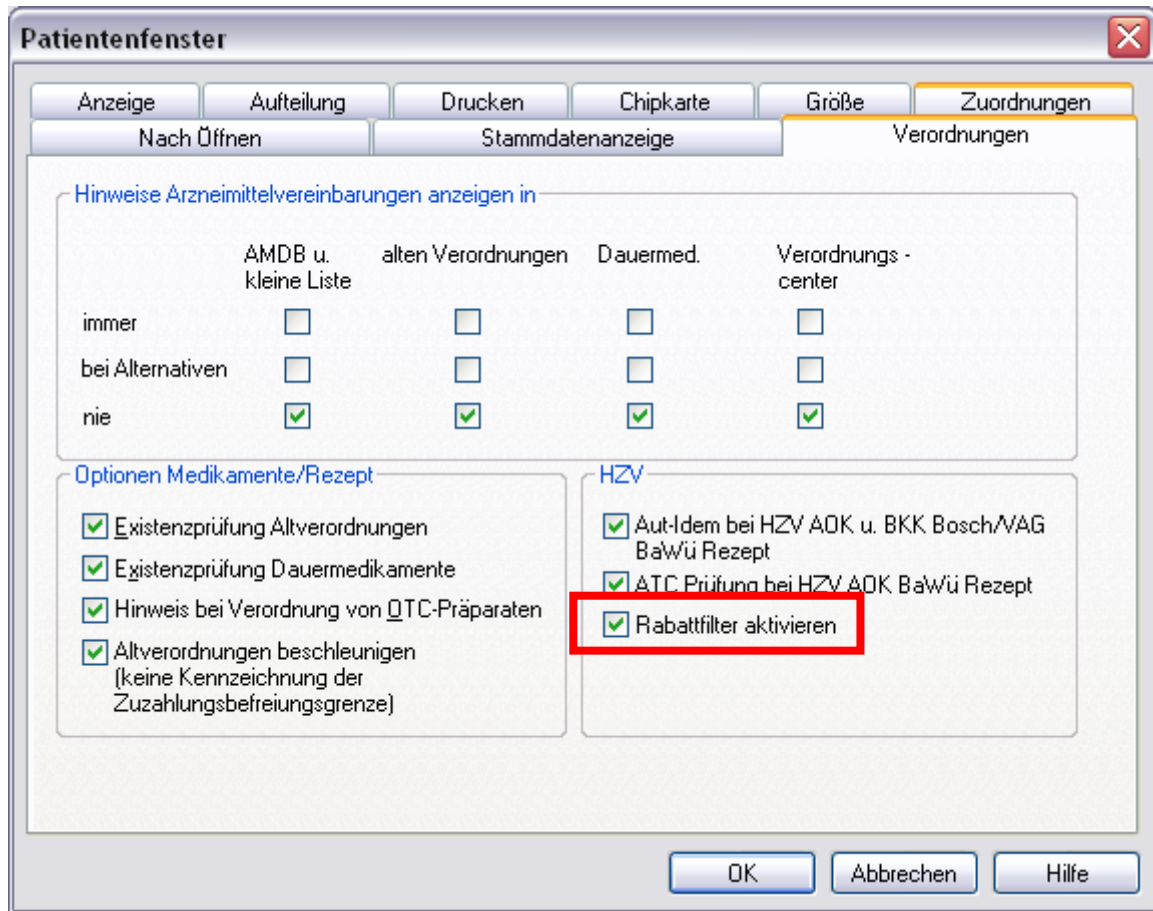 Patientenfenster
Anzeige Aufteilung Drucken Chipkarte Größe Zuordnungen
Nach Öffnen Stammdatenanzeige Verordnungen
Hinweise Arzneimittelvereinbarungen anzeigen in
AMDB u. alten Verordnungen Dauermed. Verordnungs -
kleine Liste center
immer
bei Alternativen
nie
Optionen Medikamente/Rezept
Existenzprüfung Altverordnungen
Existenzprüfung Dauermedikamente
Hinweis bei Verordnung von OTC-Präparaten
Altverordnungen beschleunigen
(keine Kennzeichnung der
Zuzahlungsbefreiungsgrenze)
HZV
Aut-Idem bei HZV AOK u. BKK Bosch/VAG
BaWü Rezept
ATC Prüfung bei HZV AOK BaWü Rezept
Rabattfilter aktivieren
OK Abbrechen Hilfe